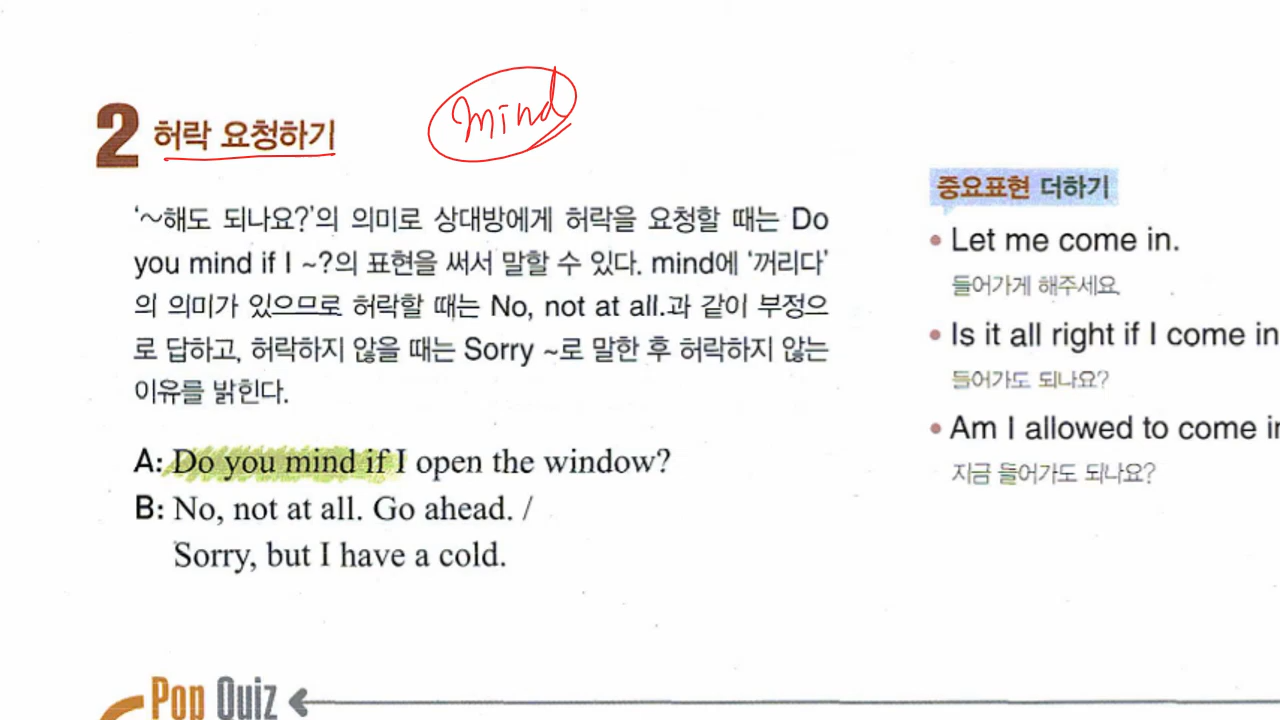 mind
2 허락 요청하기
'~해도 되나요?'의 의미로 상대방에게 허락을 요청할 때는 Do
you mind if I ~?의 표현을 써서 말할 수 있다. mind에 '꺼리다'
의 의미가 있으므로 허락할 때는 No, not at all.과 같이 부정으
로 답하고, 허락하지 않을 때는 Sorry ~로 말한 후 허락하지 않는
이유를 밝힌다.
A: Do you mind if I open the window?
B: No, not at all. Go ahead. /
Sorry, but I have a cold.
중요표현 더하기
• Let me come in.
들어가게 해주세요.
• Is it all right if I come in
들어가도 되나요?
• Am I allowed to come in
지금 들어가도 되나요?
Pop Quiz